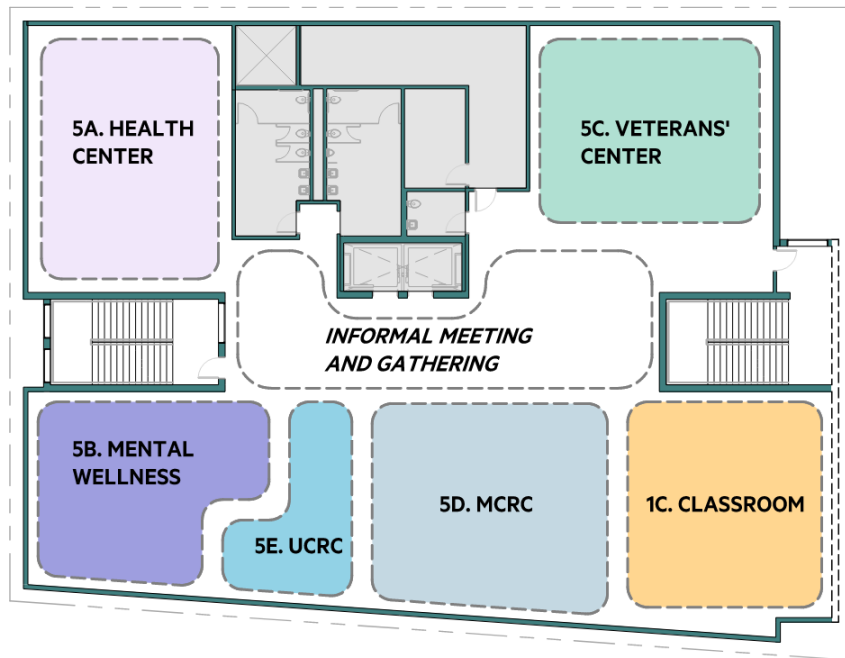 5A. HEALTH
CENTER
5C. VETERANS'
CENTER
INFORMAL MEETING
AND GATHERING
5B. MENTAL
WELLNESS
5E. UCRC
5D. MCRC
1C. CLASSROOM